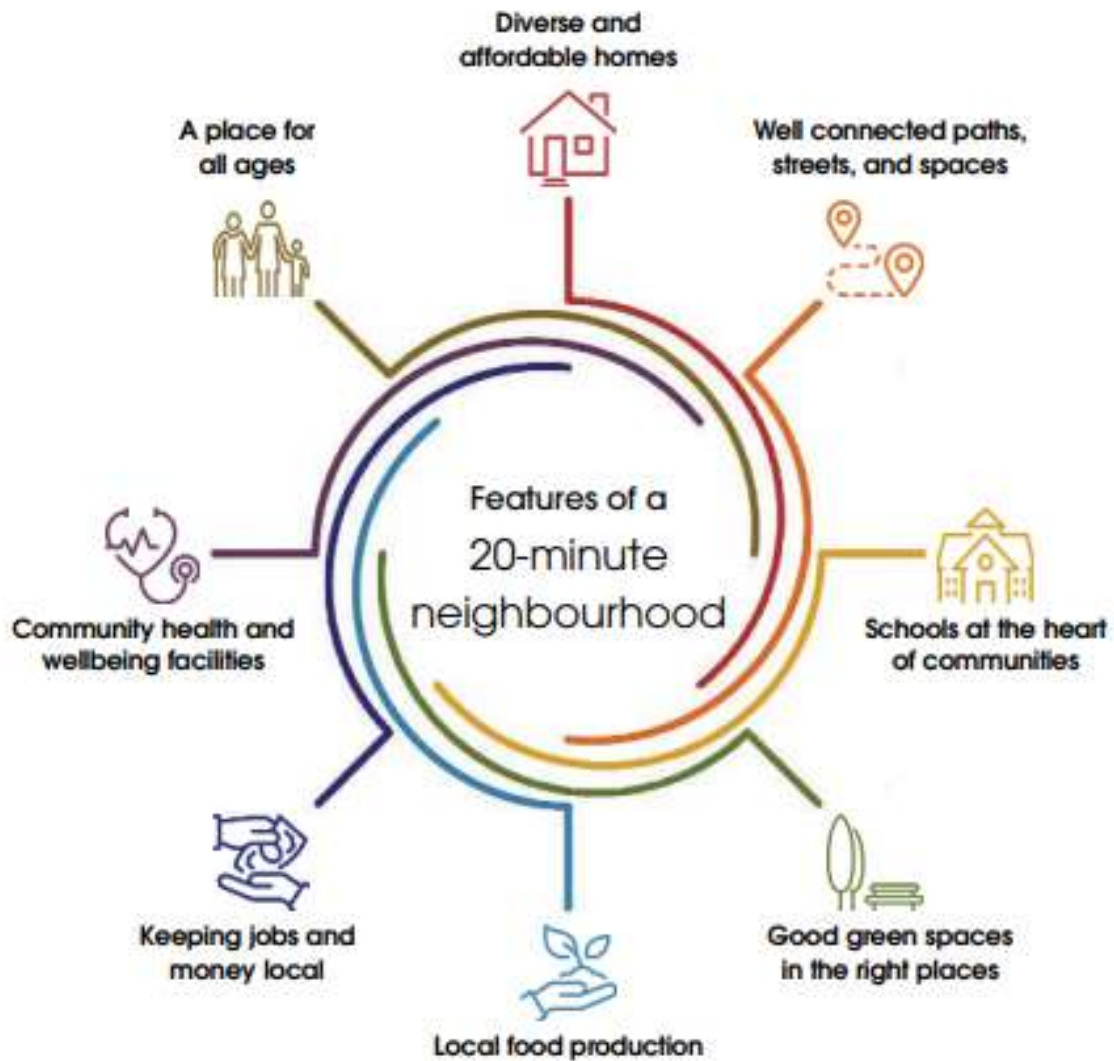 Diverse and
affordable homes
A place for
all ages
Well connected paths,
streets, and spaces
Features of a
20-minute
neighbourhood
Community health and
wellbeing facilities
Schools at the heart
of communities
Keeping jobs and
money local
Good green spaces
in the right places
Local food production